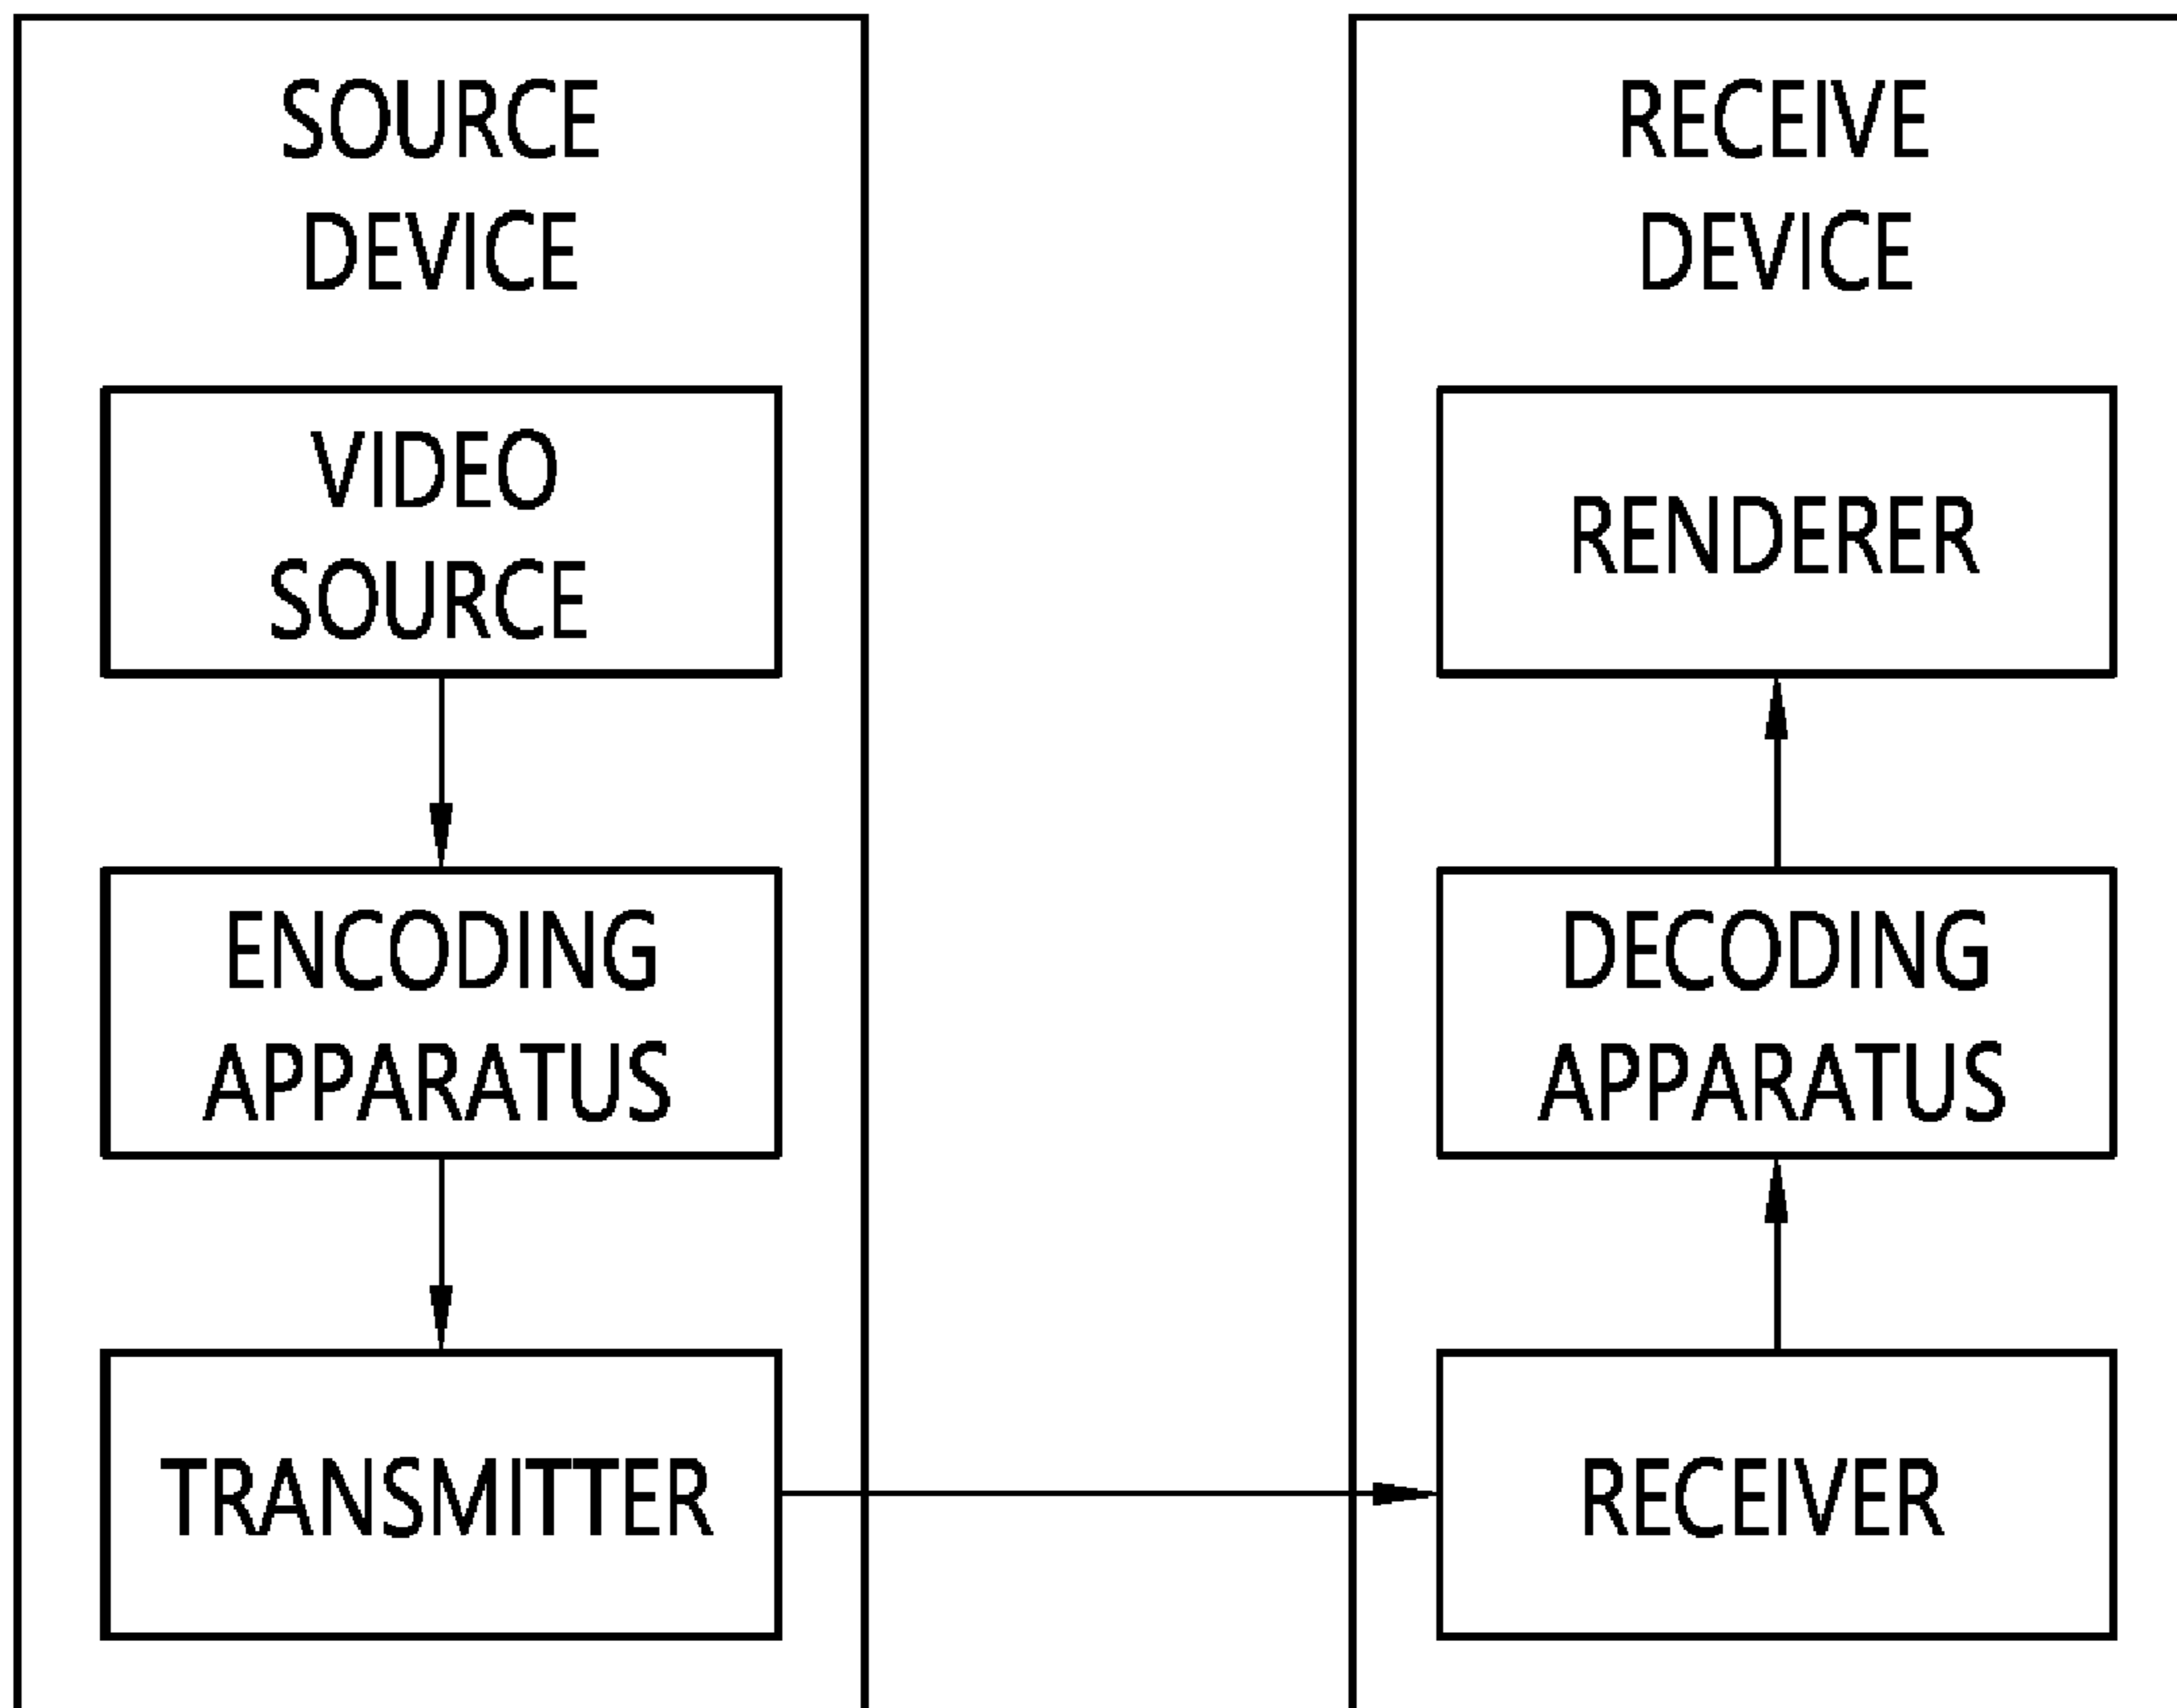 SOURCE
DEVICE
VIDEO
SOURCE
ENCODING
APPARATUS
TRANSMITTER
RECEIVE
DEVICE
RENDERER
DECODING
APPARATUS
RECEIVER